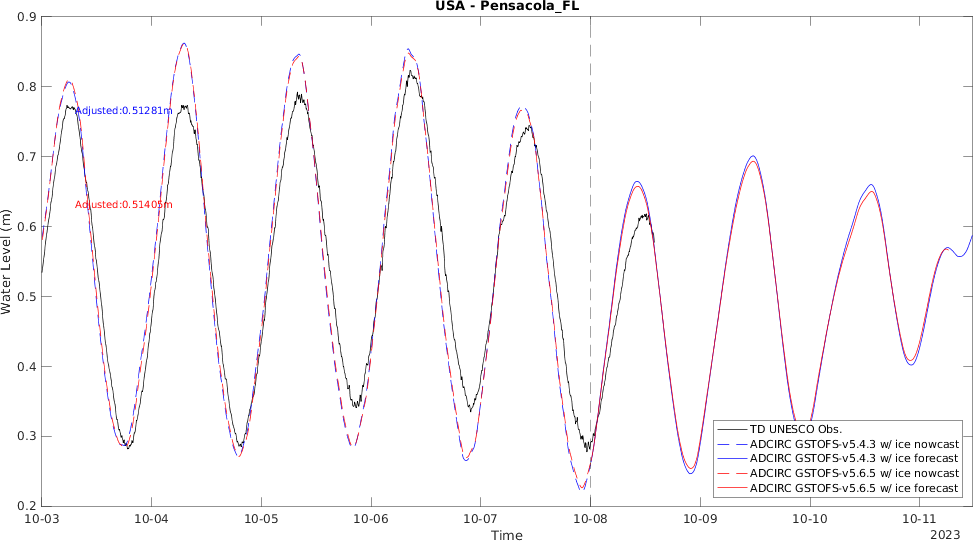 USA - Pensacola_FL
0.9
0.8
0.7
0.6
0.5
0.4
0.3
0.2
Water Level (m)
Adjusted:0.51281m
Adjusted:0.51405m
TD UNESCO Obs.
ADCIRC GSTOFS-v5.4.3 w/ ice nowcast
ADCIRC GSTOFS-v5.4.3 w/ ice forecast
ADCIRC GSTOFS-v5.6.5 w/ ice nowcast
ADCIRC GSTOFS-v5.6.5 w/ ice forecast
10-03 10-04 10-05 10-06 10-07 10-08 10-09 10-10 10-11
2023
Time